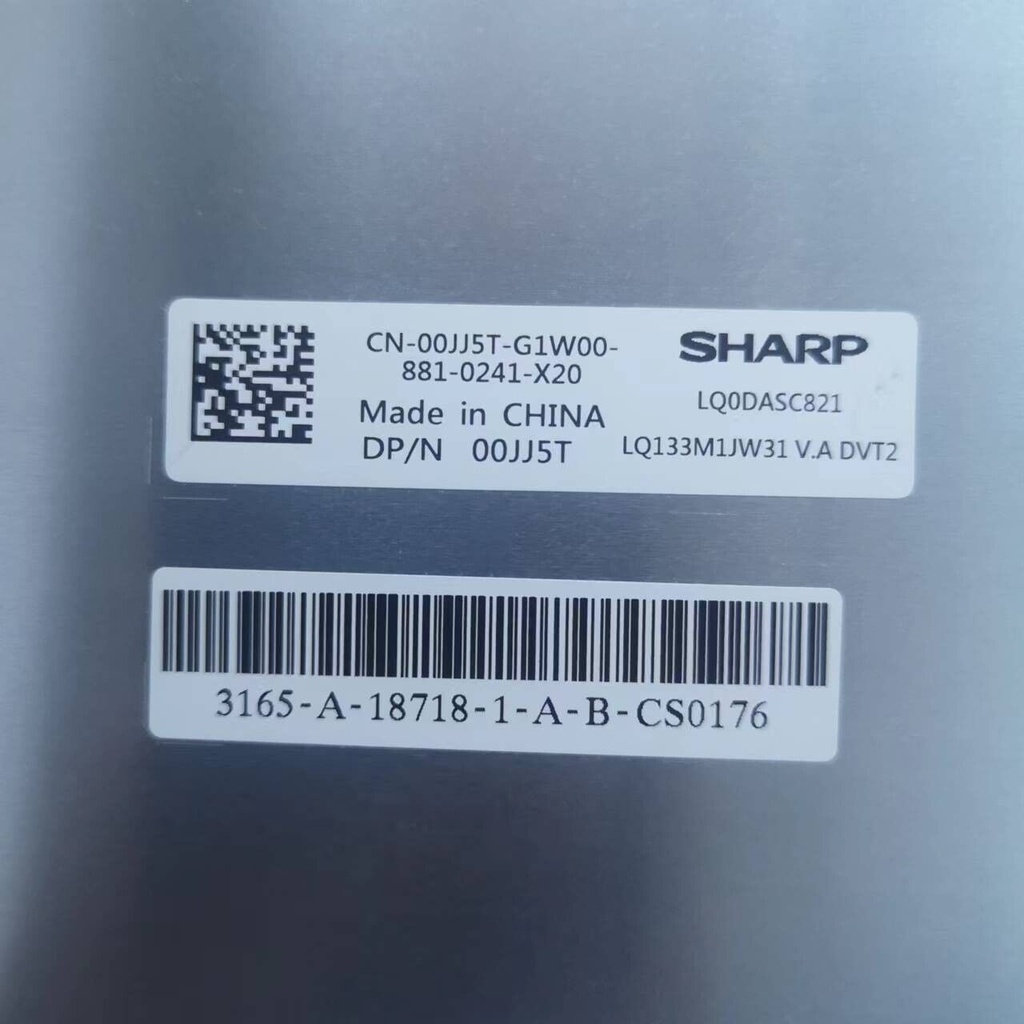 CN-00JJ5T-G1W00-
881-0241-X20
Made in CHINA
DP/N 00JJ5T
SHARP
LQ0DASC821
LQ133M1JW31 V.A DVT2
3165-A-18718-1-A-B-CS0176